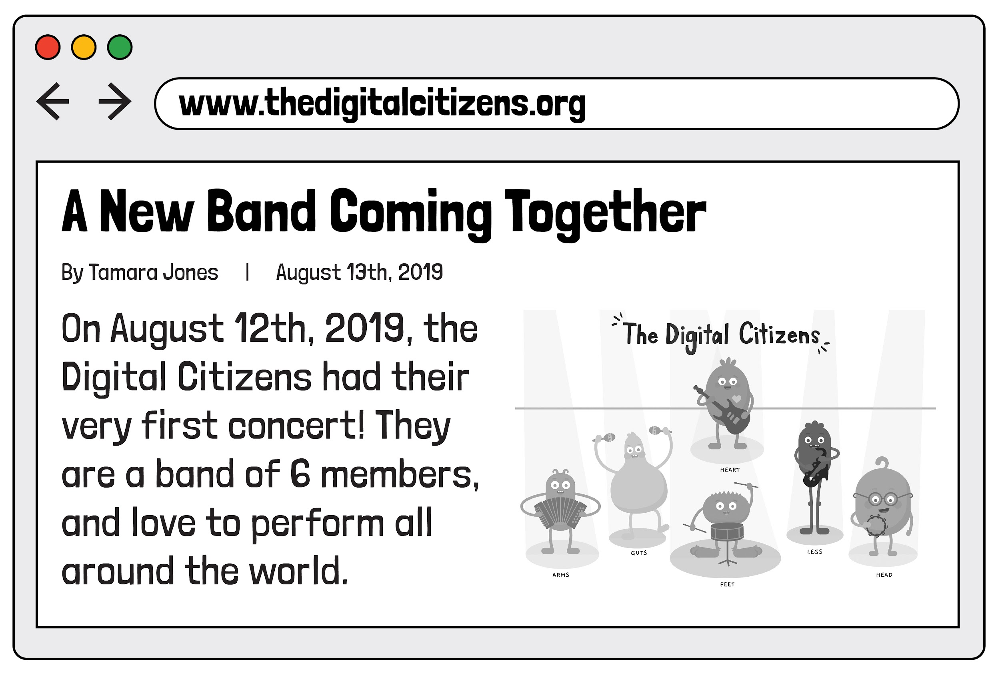 www.thedigitalcitizens.org
A New Band Coming Together
By Tamara Jones | August 13th, 2019
On August 12th, 2019, the
Digital Citizens had their
very first concert! They
are a band of 6 members,
and love to perform all
around the world.
The Digital Citizens
HEART
GUTS
LEGS
ARMS
FEET
HEAD